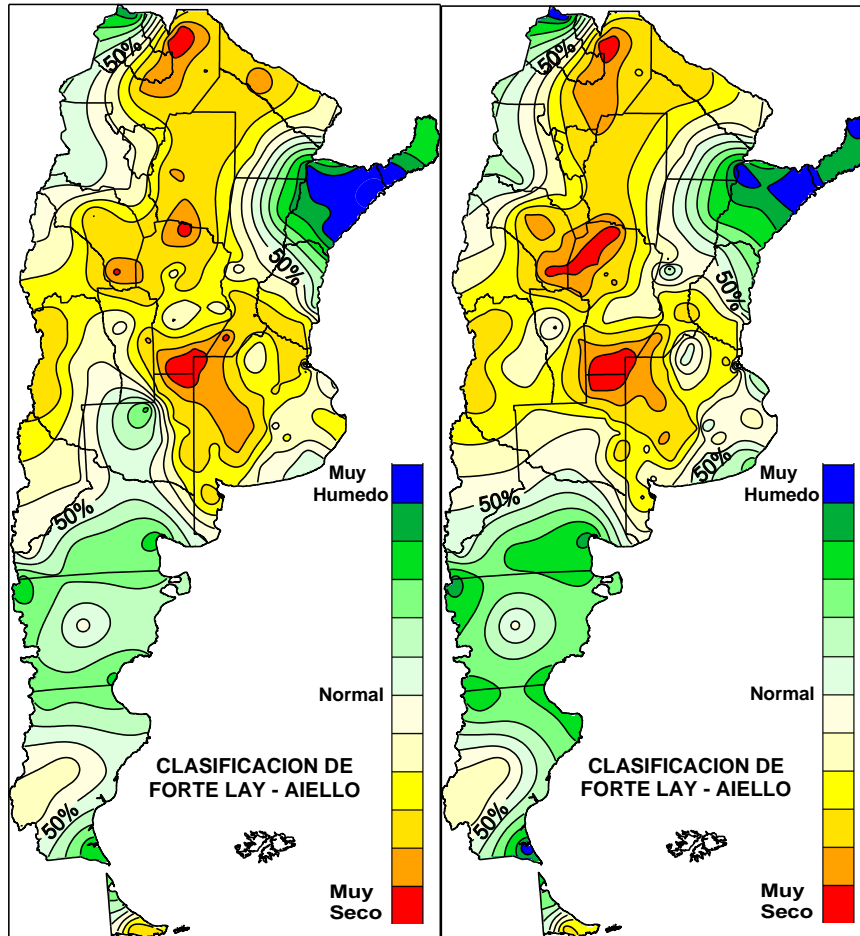 50%
50%
50%
50%
Muy
Humedo
Normal
CLASIFICACION DE
FORTE LAY - AIELLO
Muy
Seco
50%
50%
50%
50%
50%
Muy
Humedo
Normal
CLASIFICACION DE
FORTE LAY - AIELLO
Muy
Seco